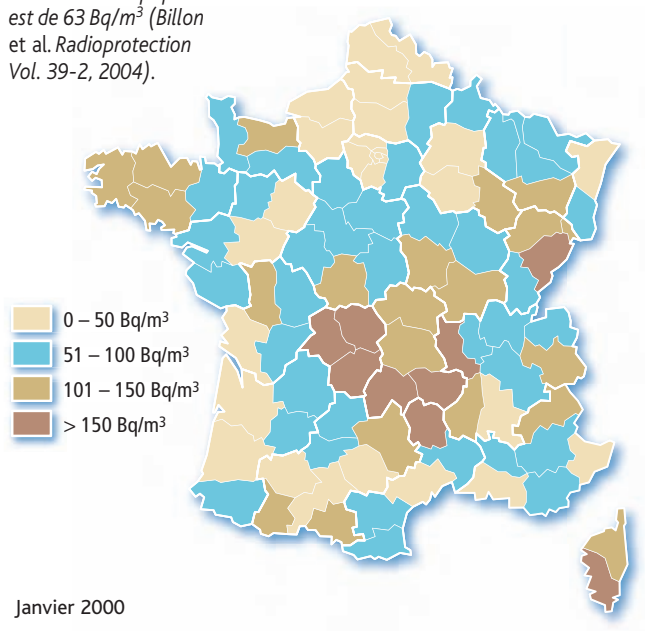 est de 63 Bq/m³ (Billon
et al. Radioprotection
Vol. 39-2, 2004).
0 – 50 Bq/m³
51 – 100 Bq/m³
101 – 150 Bq/m³
> 150 Bq/m³
Janvier 2000